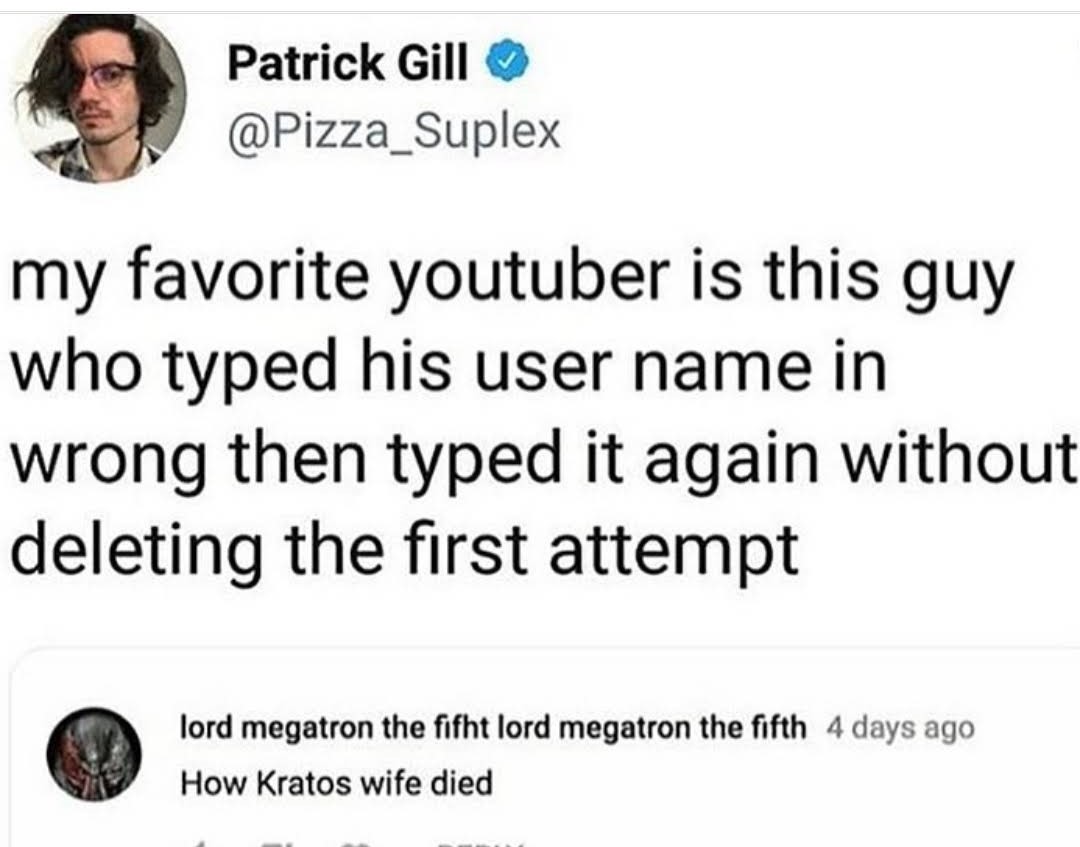 Patrick Gill
@Pizza_Suplex
my favorite youtuber is this guy
who typed his user name in
wrong then typed it again without
deleting the first attempt
lord megatron the fifht lord megatron the fifth 4 days ago
How Kratos wife died